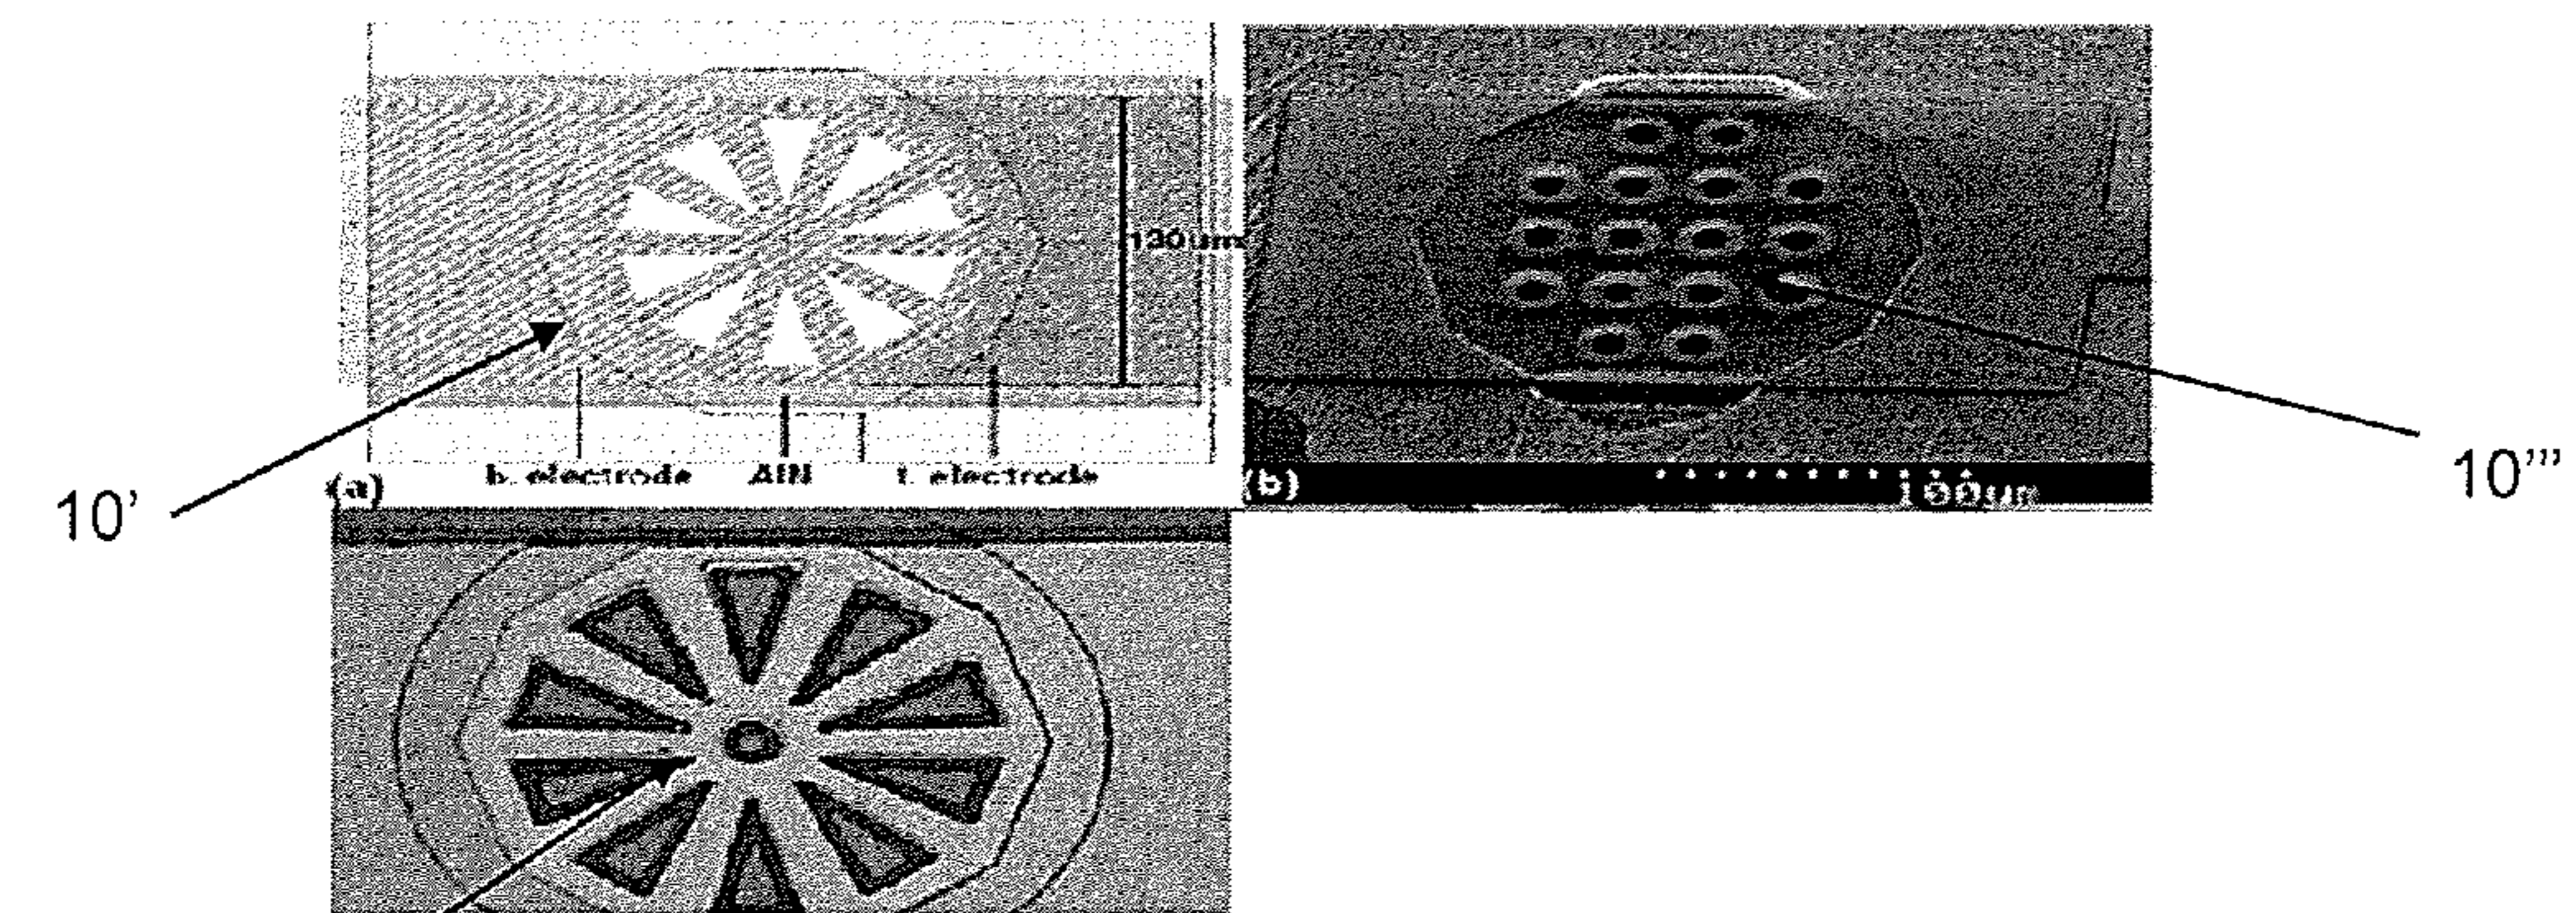 130um
b. electrode AlN t. electrode
(a)
(b)
100um
10'
10'''